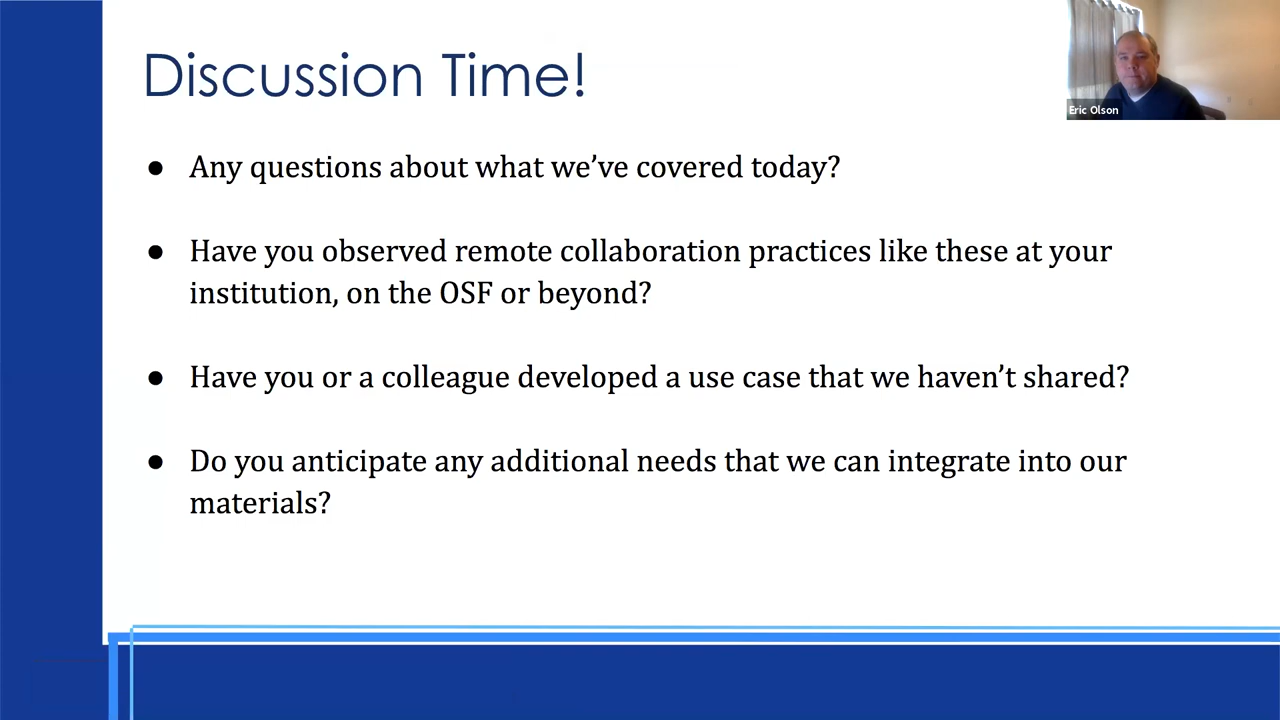 Discussion Time!
Eric Olson
● Any questions about what we’ve covered today?
● Have you observed remote collaboration practices like these at your
institution, on the OSF or beyond?
● Have you or a colleague developed a use case that we haven’t shared?
● Do you anticipate any additional needs that we can integrate into our
materials?